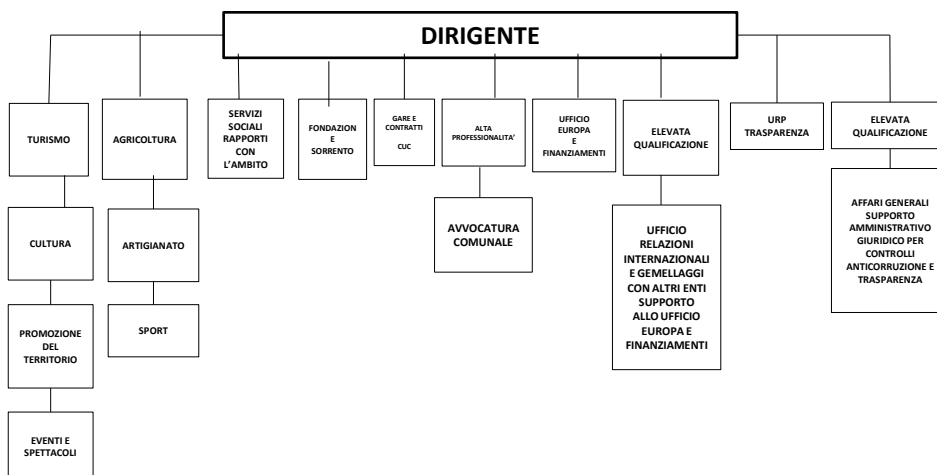 DIRIGENTE
TURISMO
CULTURA
PROMOZIONE
DEL
TERRITORIO
EVENTI E
SPETTACOLI
AGRICOLTURA
ARTIGIANATO
SPORT
SERVIZI
SOCIALI
RAPPORTI
CON
L'AMBITO
FONDAZION
E
SORRENTO
GARE E
CONTRATTI
CUC
ALTA
PROFESSIONALITA'
AVVOCATURA
COMUNALE
UFFICIO
EUROPA
E
FINANZIAMENTI
ELEVATA
QUALIFICAZIONE
UFFICIO
RELAZIONI
INTERNAZIONALI
E GEMELLAGGI
CON ALTRI ENTI
SUPPORTO
ALLO UFFICIO
EUROPA E
FINANZIAMENTI
URP
TRASPARENZA
ELEVATA
QUALIFICAZIONE
AFFARI GENERALI
SUPPORTO
AMMINISTRATIVO
GIURIDICO PER
CONTROLLI
ANTICORRUZIONE E
TRASPARENZA